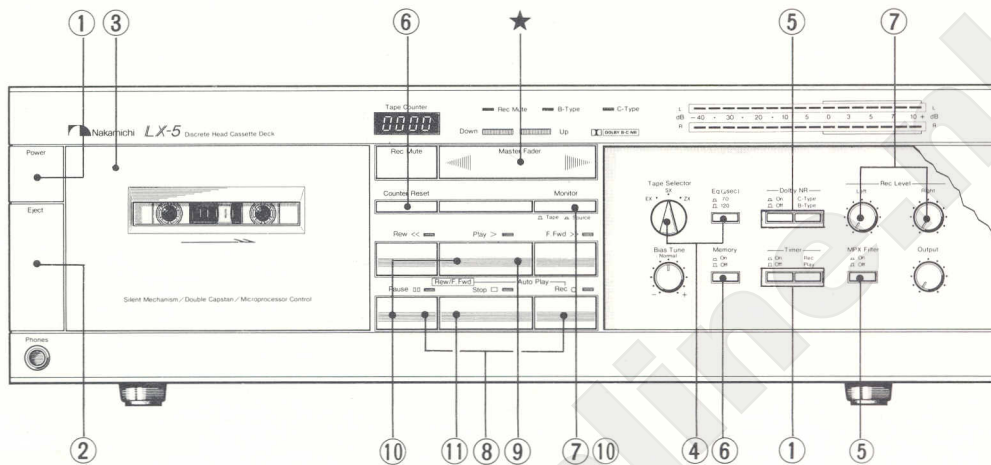 ① ③ ⑥ ★ ⑤ ⑦
Nakamichi LX-5 Discrete Head Cassette Deck
Tape Counter
0000
Rec Mute B-Type C-Type
Down Up DOLBY B-C NR
L L
dB -40 - 30 - 20 - 10 5 0 3 5 7 10 + dB
R R
Power
Eject
Rec Mute
Master Fader
Counter Reset
Monitor
Tape Source
Rew << Play > F.Fwd >>
Rew/F.Fwd Auto Play
Pause Stop Rec
Silent Mechanism/Double Capstan/Microprocessor Control
Phones
Tape Selector
SX
EX ZX
Eq (μsec)
70
120
Dolby NR
On C-Type
Off B-Type
Rec Level
Left Right
Bias Tune
Normal
- +
Memory
On
Off
Timer
On Rec
Off Play
MPX Filter
On
Off
Output
② ⑩ ⑪ ⑧ ⑨ ⑦ ⑩ ④ ⑥ ① ⑤